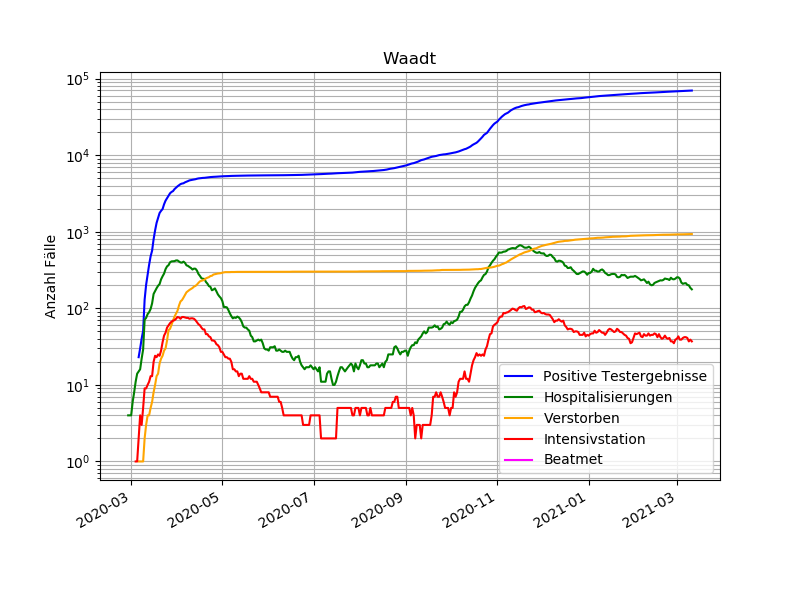 Waadt
Anzahl Fälle
10^5
10^4
10^3
10^2
10^1
10^0
2020-03
2020-05
2020-07
2020-09
2020-11
2021-01
2021-03
Positive Testergebnisse
Hospitalisierungen
Verstorben
Intensivstation
Beatmet